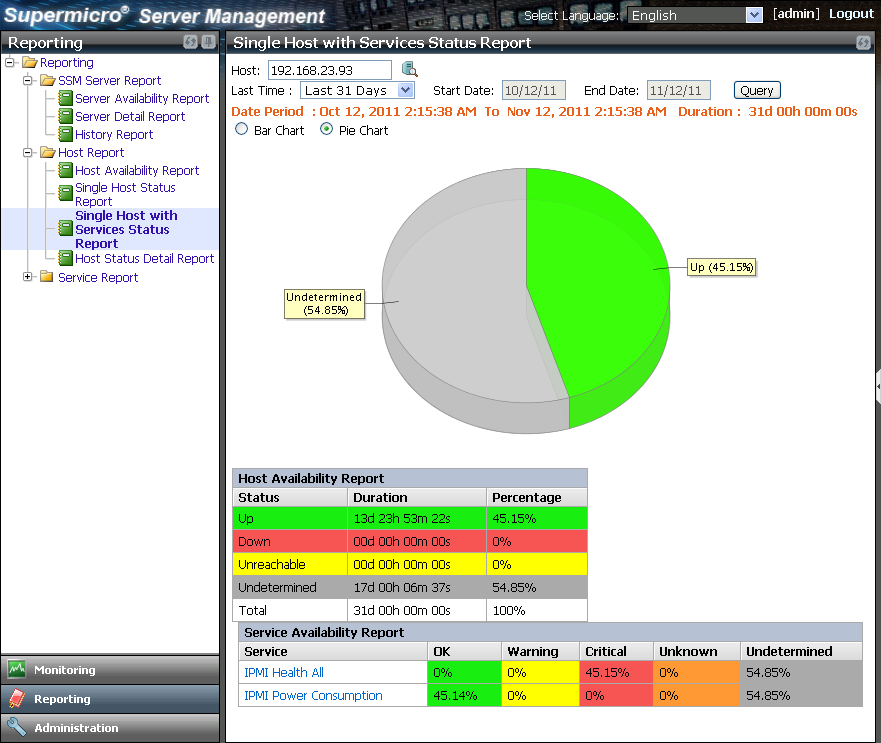 Supermicro® Server Management
Select Language: English [admin] Logout
Reporting
Reporting
SSM Server Report
Server Availability Report
Server Detail Report
History Report
Host Report
Host Availability Report
Single Host Status
Report
Single Host with
Services Status
Report
Host Status Detail Report
Service Report
Monitoring
Reporting
Administration
Single Host with Services Status Report
Host: 192.168.23.93
Last Time : Last 31 Days Start Date: 10/12/11 End Date: 11/12/11 Query
Date Period : Oct 12, 2011 2:15:38 AM To Nov 12, 2011 2:15:38 AM Duration : 31d 00h 00m 00s
Bar Chart Pie Chart
Up (45.15%)
Undetermined
(54.85%)
Host Availability Report
Status Duration Percentage
Up 13d 23h 53m 22s 45.15%
Down 00d 00h 00m 00s 0%
Unreachable 00d 00h 00m 00s 0%
Undetermined 17d 00h 06m 37s 54.85%
Total 31d 00h 00m 00s 100%
Service Availability Report
Service OK Warning Critical Unknown Undetermined
IPMI Health All 0% 0% 45.15% 0% 54.85%
IPMI Power Consumption 45.14% 0% 0% 0% 54.85%